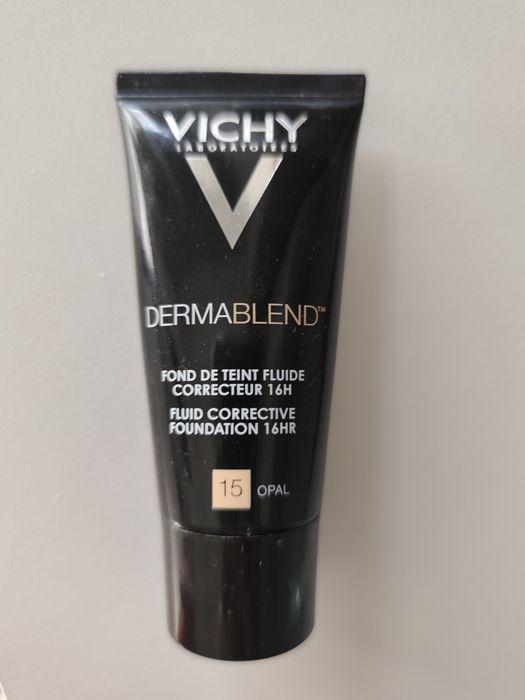 VICHY
LABORATOIRES
V
DERMABLEND™
FOND DE TEINT FLUIDE
CORRECTEUR 16H
FLUID CORRECTIVE
FOUNDATION 16HR
15 OPAL